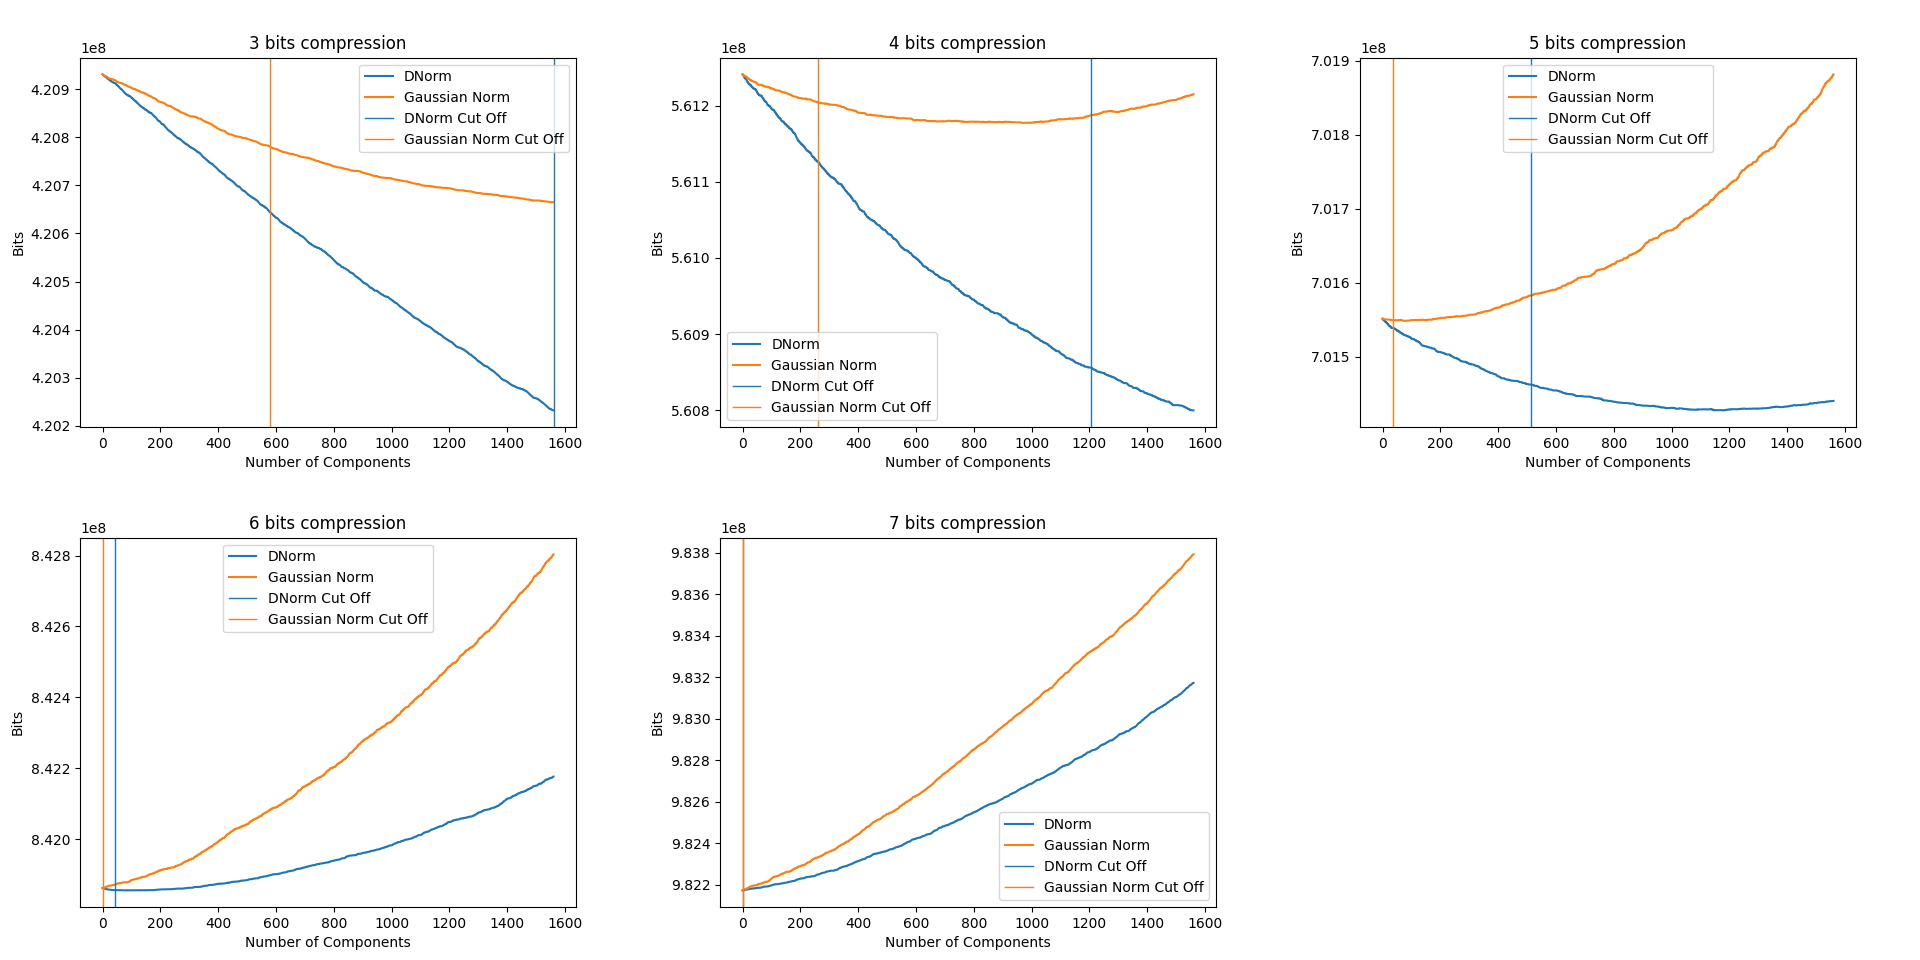 3 bits compression
1e8
4.209
4.208
4.207
4.206
4.205
4.204
4.203
4.202
Bits
DNorm
Gaussian Norm
DNorm Cut Off
Gaussian Norm Cut Off
0 200 400 600 800 1000 1200 1400 1600
Number of Components
4 bits compression
1e8
5.612
5.611
5.610
5.609
5.608
Bits
DNorm
Gaussian Norm
DNorm Cut Off
Gaussian Norm Cut Off
0 200 400 600 800 1000 1200 1400 1600
Number of Components
5 bits compression
1e8
7.019
7.018
7.017
7.016
7.015
Bits
DNorm
Gaussian Norm
DNorm Cut Off
Gaussian Norm Cut Off
0 200 400 600 800 1000 1200 1400 1600
Number of Components
6 bits compression
1e8
8.428
8.426
8.424
8.422
8.420
Bits
DNorm
Gaussian Norm
DNorm Cut Off
Gaussian Norm Cut Off
0 200 400 600 800 1000 1200 1400 1600
Number of Components
7 bits compression
1e8
9.838
9.836
9.834
9.832
9.830
9.828
9.826
9.824
9.822
Bits
DNorm
Gaussian Norm
DNorm Cut Off
Gaussian Norm Cut Off
0 200 400 600 800 1000 1200 1400 1600
Number of Components